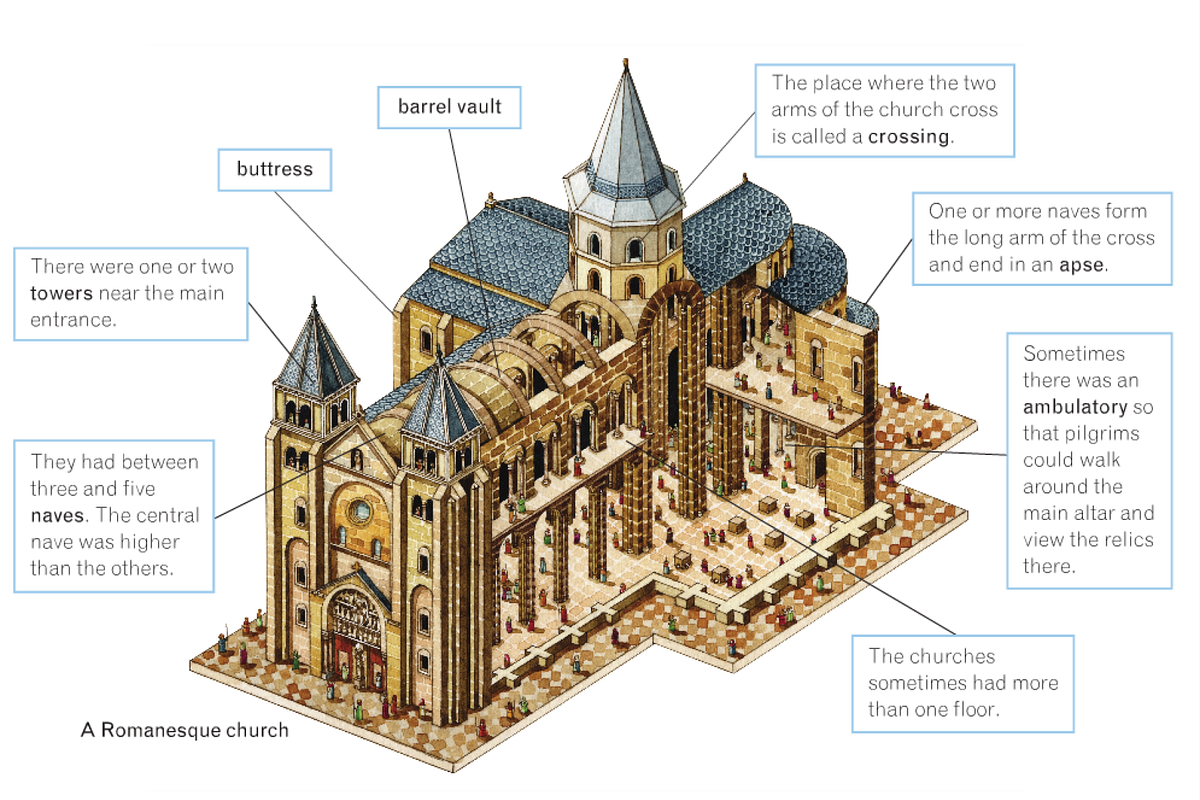 barrel vault
The place where the two
arms of the church cross
is called a crossing.
buttress
One or more naves form
the long arm of the cross
and end in an apse.
There were one or two
towers near the main
entrance.
Sometimes
there was an
ambulatory so
that pilgrims
could walk
around the
main altar and
view the relics
there.
They had between
three and five
naves. The central
nave was higher
than the others.
The churches
sometimes had more
than one floor.
A Romanesque church